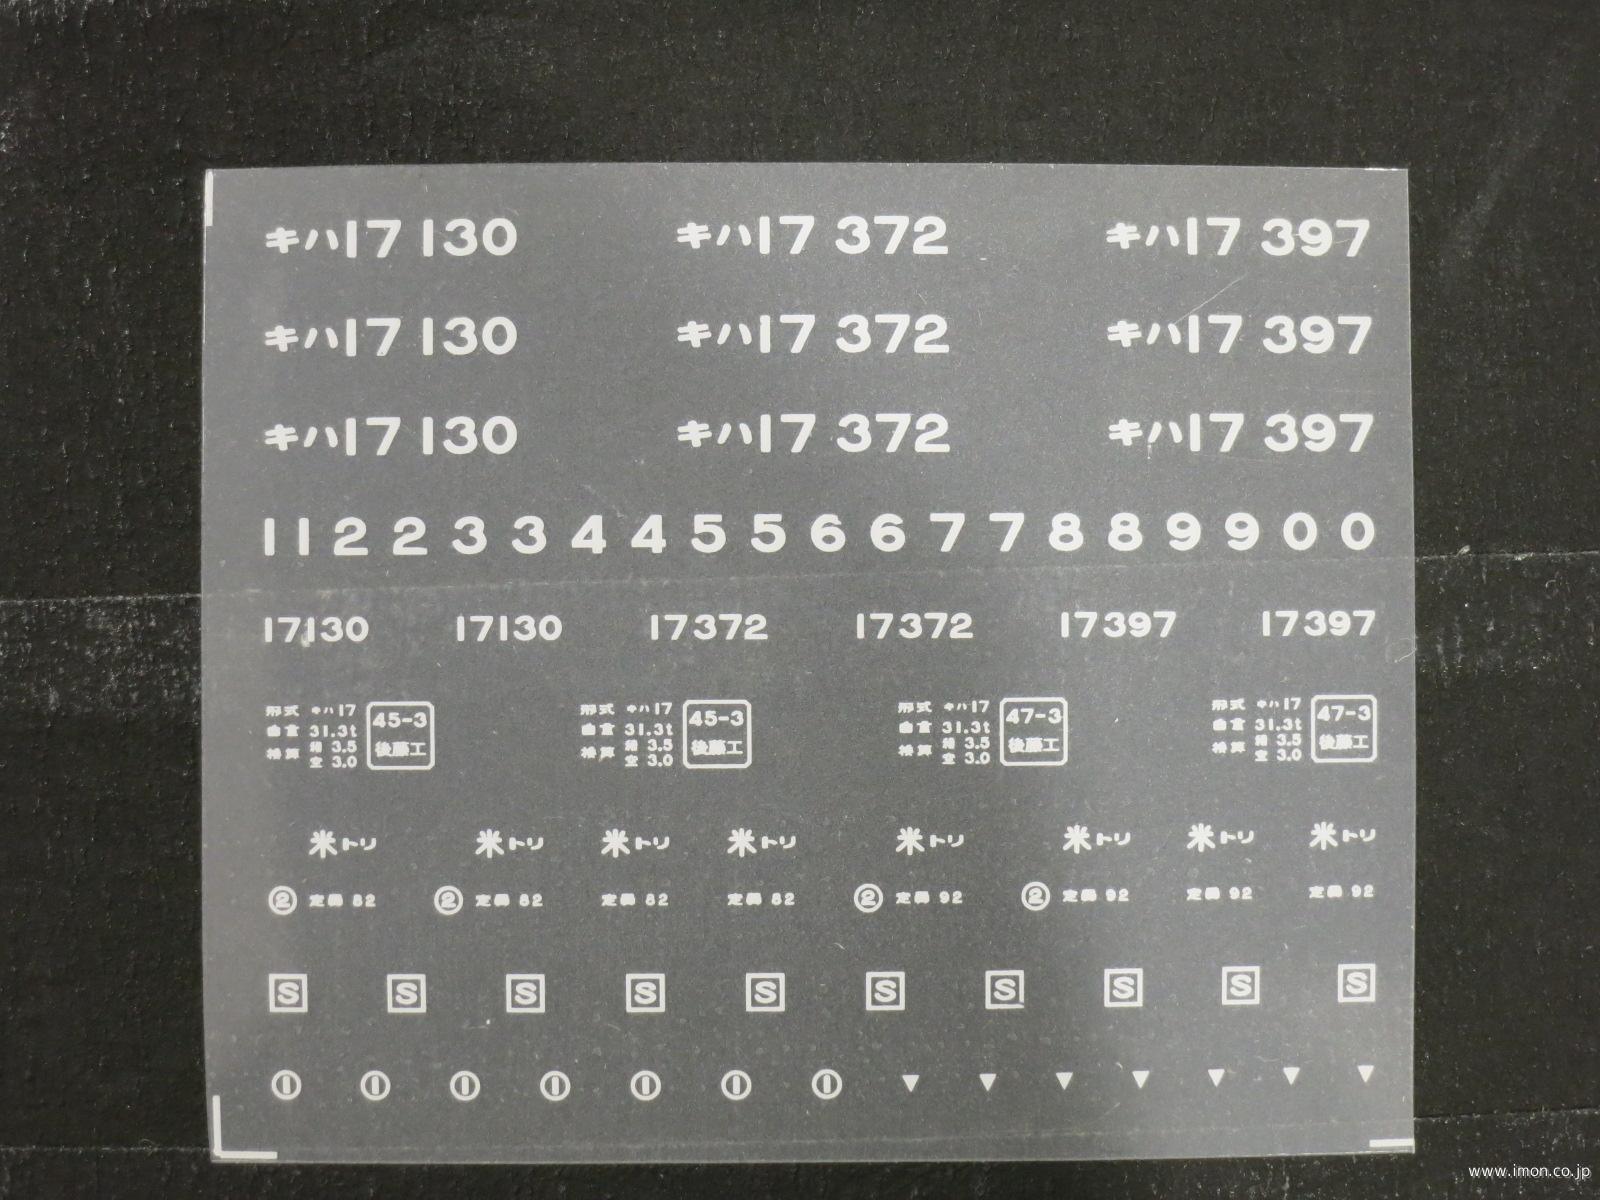 キハ17 130 キハ17 372 キハ17 397
キハ17 130 キハ17 372 キハ17 397
キハ17 130 キハ17 372 キハ17 397
1 1 2 2 3 3 4 4 5 5 6 6 7 7 8 8 9 9 0 0
17130 17130 17372 17372 17397 17397
形式 キハ17 45-3 形式 キハ17 45-3 形式 キハ17 47-3 形式 キハ17 47-3
自重 31.3t 自重 31.3t 自重 31.3t 自重 31.3t
換算 積 3.5 後藤工 換算 積 3.5 後藤工 換算 積 3.5 後藤工 換算 積 3.5 後藤工
空 3.0 空 3.0 空 3.0 空 3.0
米トリ 米トリ 米トリ 米トリ 米トリ 米トリ 米トリ 米トリ
② 定員 82 ② 定員 82 定員 82 定員 82 ② 定員 92 ② 定員 92 定員 92 定員 92
S S S S S S S S S S
① ① ① ① ① ① ① ▼ ▼ ▼ ▼ ▼ ▼ ▼
www.imon.co.jp